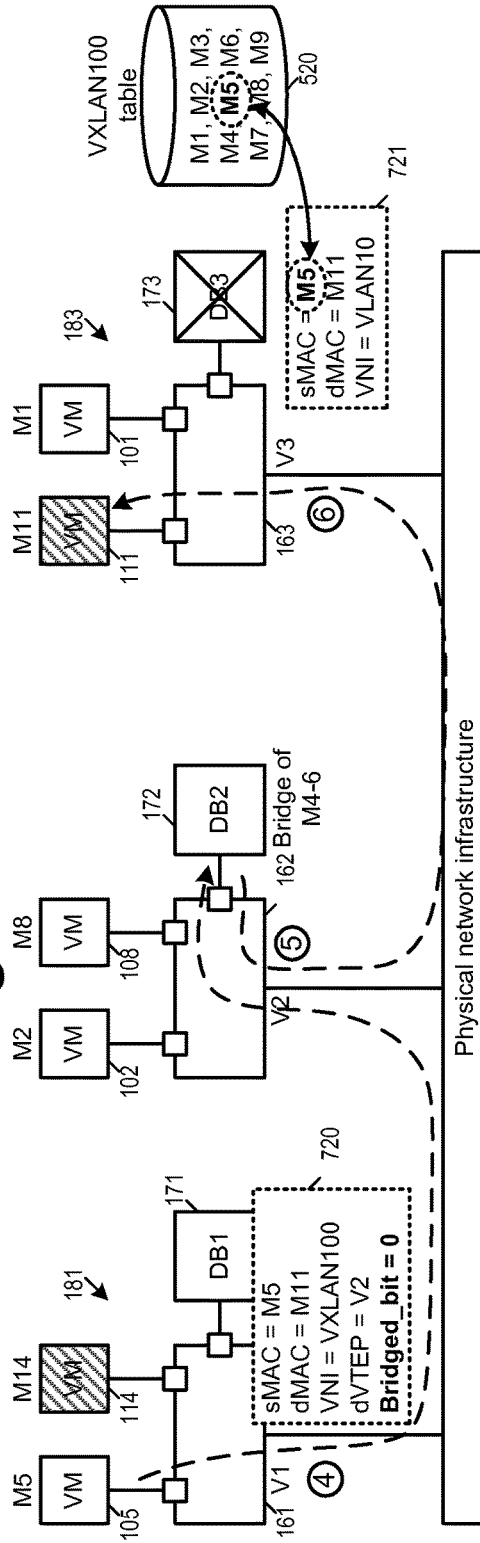 M5
M14
181
M2
M8
M11
M1
183
VXLAN100
table
VM
VM
VM
VM
VM
VM
M1, M2, M3,
M4, M5, M6,
M7, M8, M9
105
114
171
102
108
172
111
101
173
520
DB1
DB2
DB3
161
V1
V2
162 Bridge of
M4-6
163
V3
721
4
5
6
sMAC = M5
dMAC = M11
VNI = VXLAN100
dVTEP = V2
Bridged_bit = 0
720
sMAC = M5
dMAC = M11
VNI = VLAN10
Physical network infrastructure